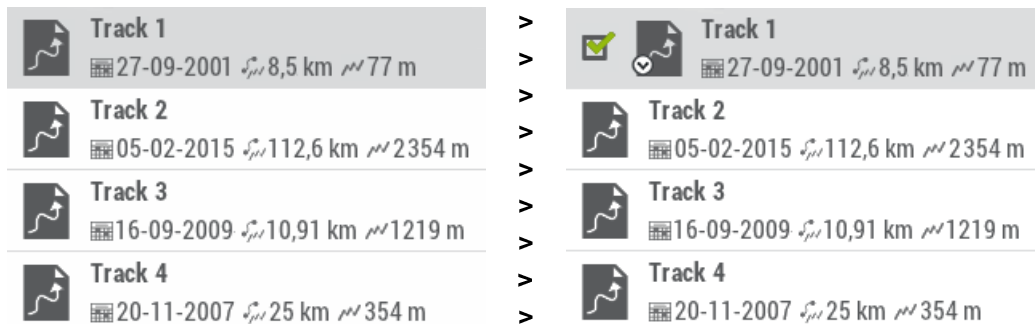 Track 1
27-09-2001 8,5 km 77 m
Track 2
05-02-2015 112,6 km 2354 m
Track 3
16-09-2009 10,91 km 1219 m
Track 4
20-11-2007 25 km 354 m
>
>
>
>
>
>
>
>
>
Track 1
27-09-2001 8,5 km 77 m
Track 2
05-02-2015 112,6 km 2354 m
Track 3
16-09-2009 10,91 km 1219 m
Track 4
20-11-2007 25 km 354 m